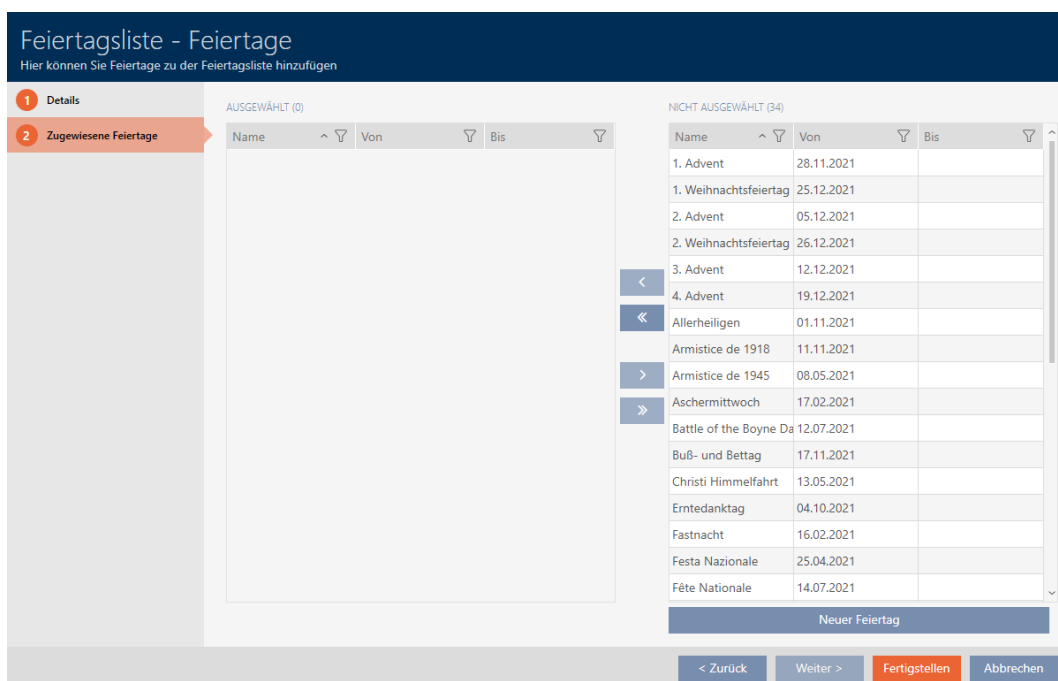 Feiertagsliste - Feiertage
Hier können Sie Feiertage zu der Feiertagsliste hinzufügen
1 Details
2 Zugewiesene Feiertage
AUSGEWÄHLT (0)
Name Von Bis
NICHT AUSGEWÄHLT (34)
Name Von Bis
1. Advent 28.11.2021
1. Weihnachtsfeiertag 25.12.2021
2. Advent 05.12.2021
2. Weihnachtsfeiertag 26.12.2021
3. Advent 12.12.2021
4. Advent 19.12.2021
Allerheiligen 01.11.2021
Armistice de 1918 11.11.2021
Armistice de 1945 08.05.2021
Aschermittwoch 17.02.2021
Battle of the Boyne Da 12.07.2021
Buß- und Bettag 17.11.2021
Christi Himmelfahrt 13.05.2021
Erntedanktag 04.10.2021
Fastnacht 16.02.2021
Festa Nazionale 25.04.2021
Fête Nationale 14.07.2021
Neuer Feiertag
< Zurück Weiter > Fertigstellen Abbrechen